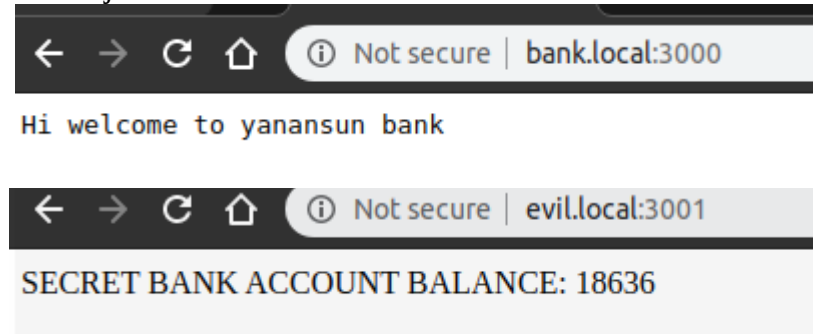 Not secure | bank.local:3000
Hi welcome to yanansun bank
Not secure | evil.local:3001
SECRET BANK ACCOUNT BALANCE: 18636